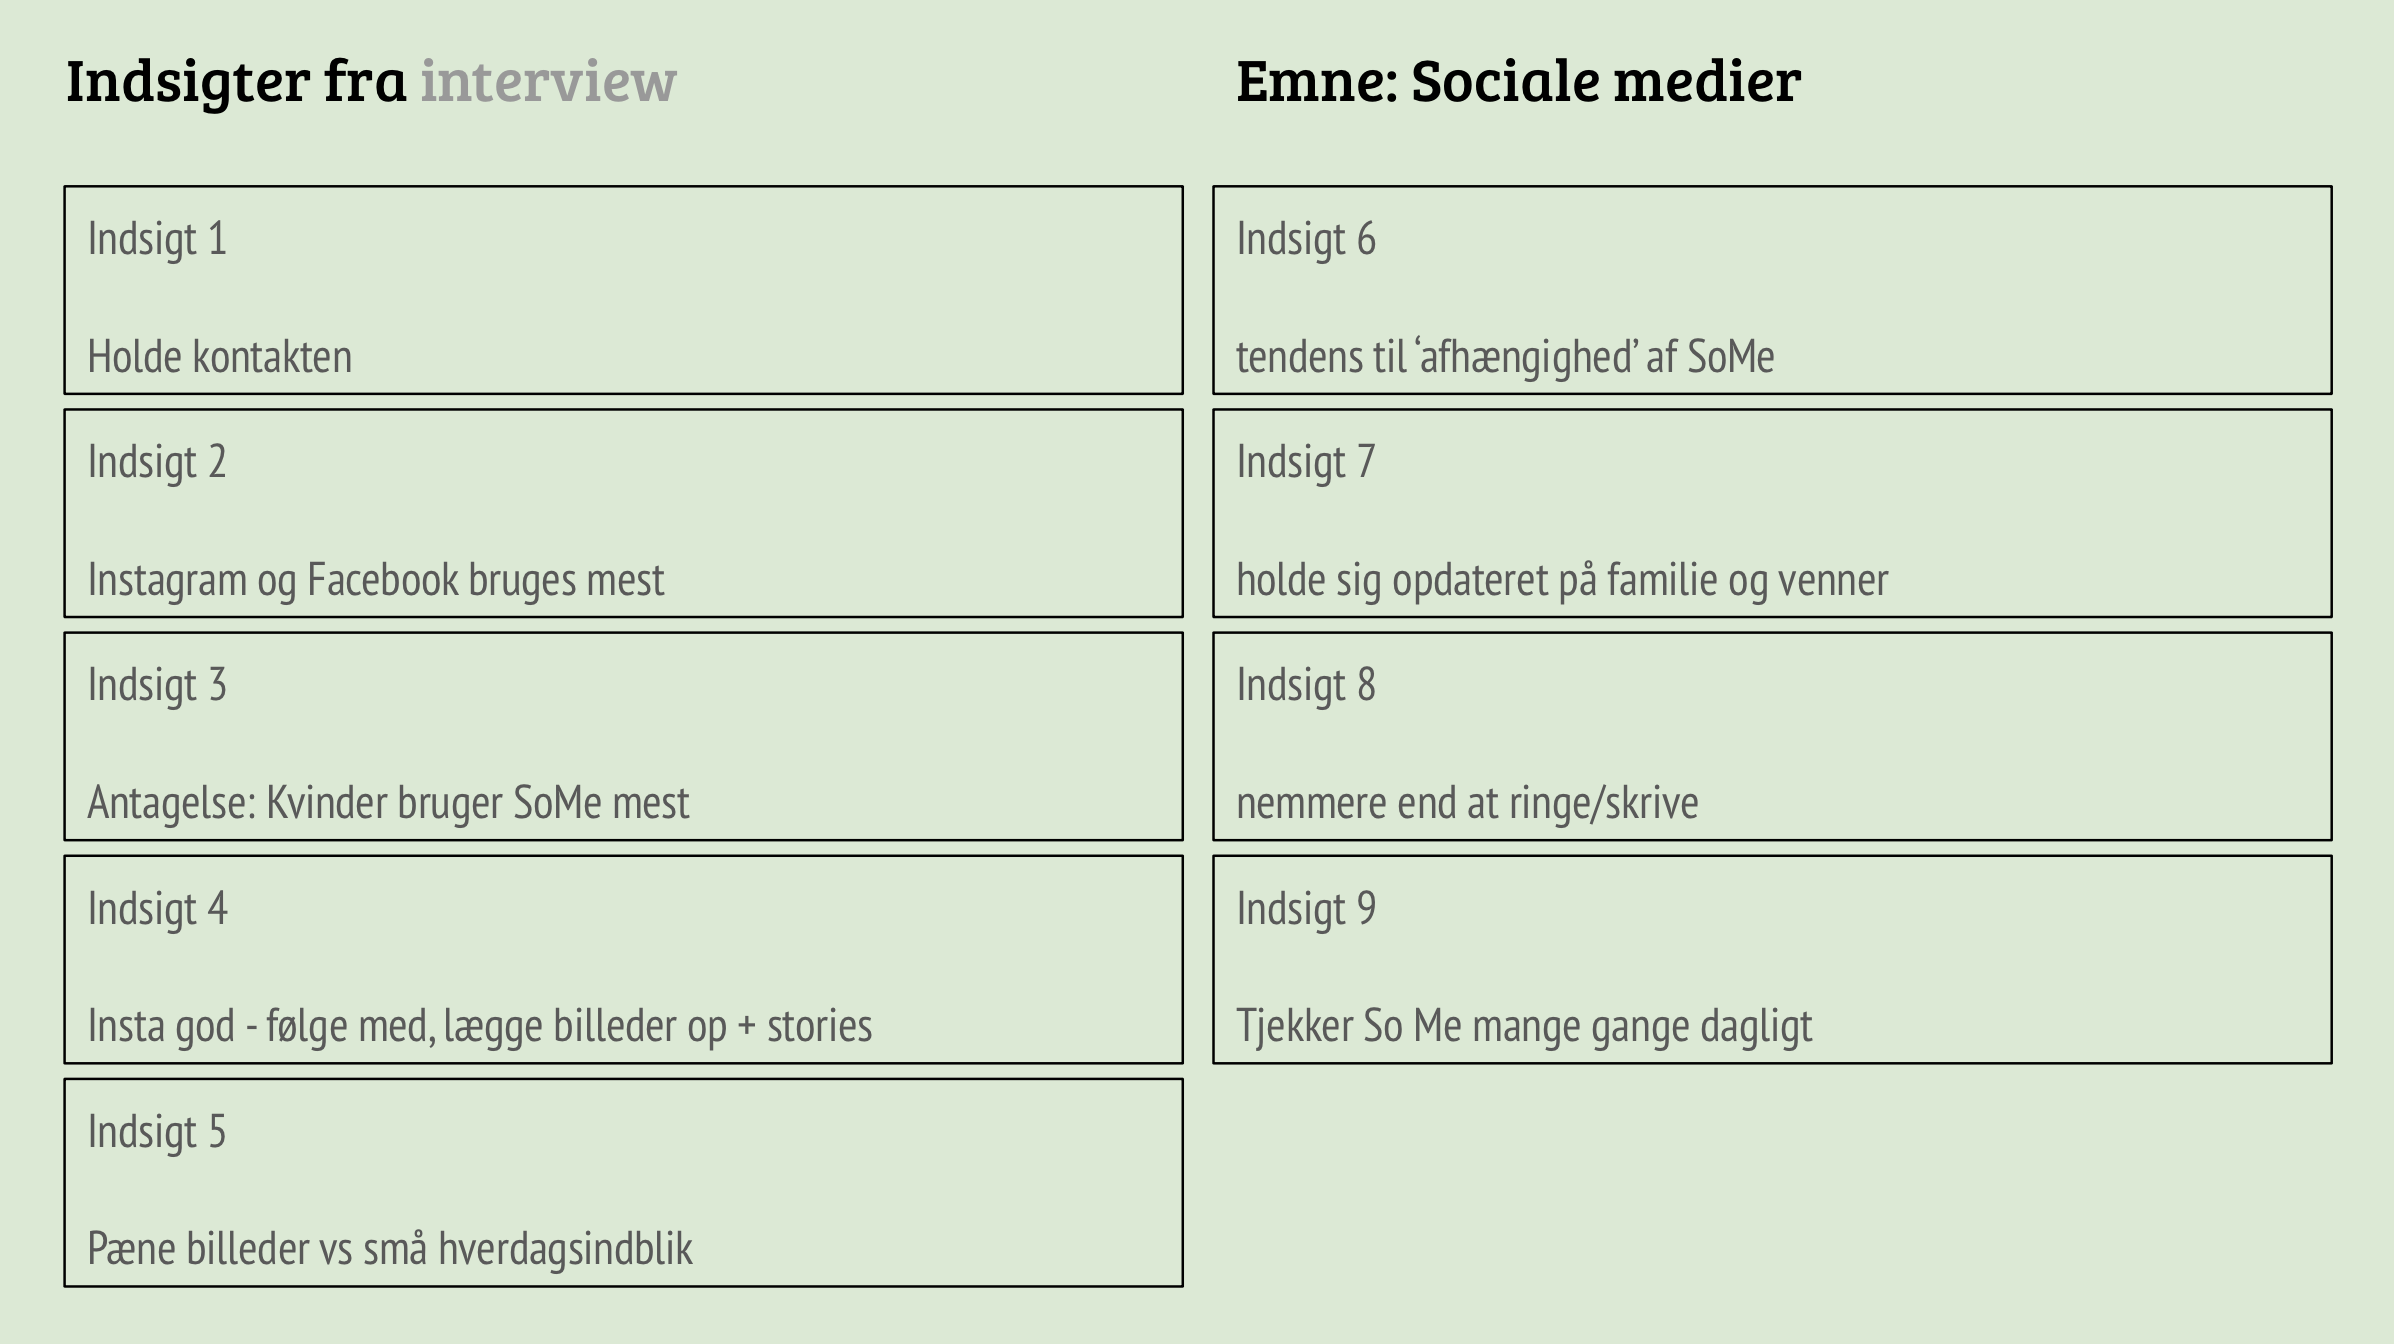 Indsigter fra interview
Emne: Sociale medier
Indsigt 1
Holde kontakten
Indsigt 2
Instagram og Facebook bruges mest
Indsigt 3
Antagelse: Kvinder bruger SoMe mest
Indsigt 4
Insta god - følge med, lægge billeder op + stories
Indsigt 5
Pæne billeder vs små hverdagsindblik
Indsigt 6
tendens til ‘afhængighed’ af SoMe
Indsigt 7
holde sig opdateret på familie og venner
Indsigt 8
nemmere end at ringe/skrive
Indsigt 9
Tjekker So Me mange gange dagligt